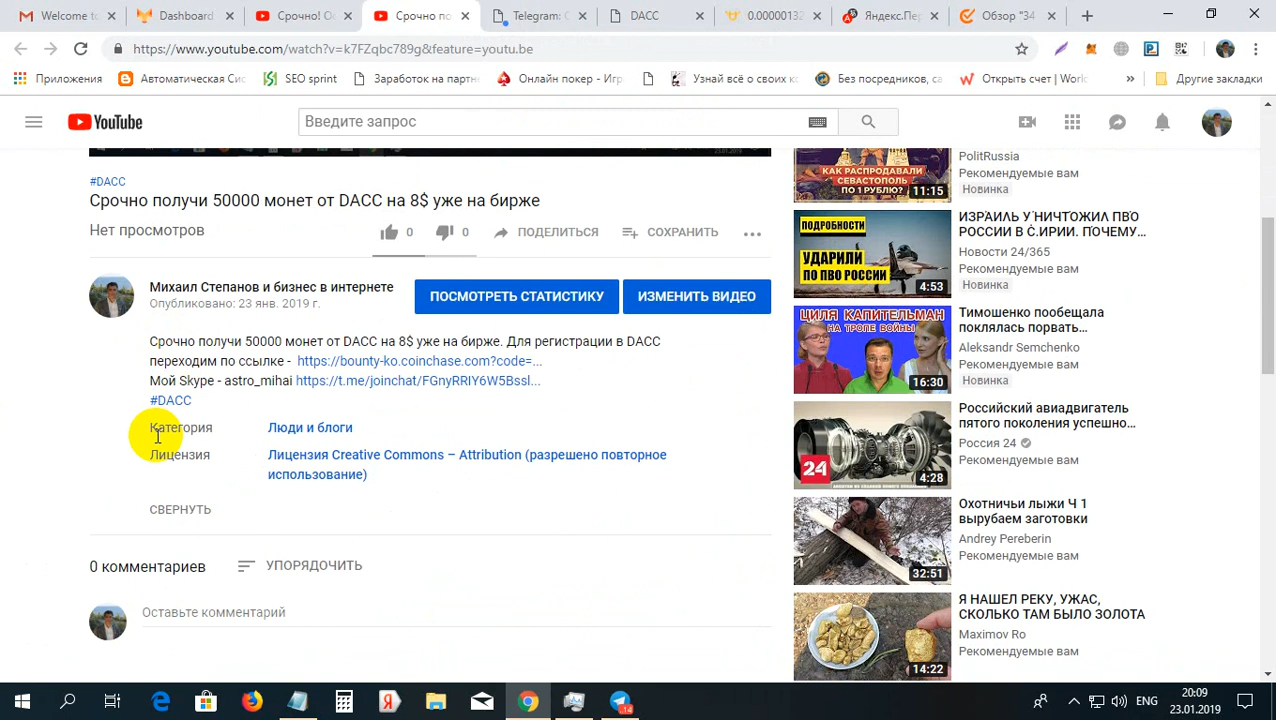 Welcome to
Dashboard
Срочно! Ос
Срочно по
Telegram: C
DACC
0.00000132
Яндекс.Пер
Обзор "34
https://www.youtube.com/watch?v=k7FZqbc789g&feature=youtu.be
Приложения
Автоматическая Сис
SEO sprint
Заработок на партн
Онлайн покер - Игр
Узнай всё о своих кс
Без посредников, са
Открыть счет | World
Другие закладки
YouTube
Введите запрос
#DACC
Срочно получи 50000 монет от DACC на 8$ уже на бирже
Нет просмотров
0
0
ПОДЕЛИТЬСЯ
СОХРАНИТЬ
Михаил Степанов и бизнес в интернете
Опубликовано: 23 янв. 2019 г.
ПОСМОТРЕТЬ СТАТИСТИКУ
ИЗМЕНИТЬ ВИДЕО
Срочно получи 50000 монет от DACC на 8$ уже на бирже. Для регистрации в DACC
переходим по ссылке - https://bounty-ko.coinchase.com?code=...
Мой Skype - astro_mihai https://t.me/joinchat/FGnyRRIY6W5Bssl...
#DACC
Категория
Люди и блоги
Лицензия
Лицензия Creative Commons – Attribution (разрешено повторное
использование)
СВЕРНУТЬ
0 комментариев
УПОРЯДОЧИТЬ
Оставьте комментарий
КАК РАСПРОДАВАЛИ
СЕВАСТОПОЛЬ
ПО 1 РУБЛЮ?
11:15
PolitRussia
Рекомендуемые вам
Новинка
ПОДРОБНОСТИ
УДАРИЛИ
ПО ПВО РОССИИ
4:53
ИЗРАИЛЬ УНИЧТОЖИЛ ПВО
РОССИИ В СИРИИ. ПОЧЕМУ...
Новости 24/365
Рекомендуемые вам
Новинка
ЦИЛЯ КАПИТЕЛЬМАН
НА ТРОПЕ ВОЙНЫ
16:30
Тимошенко пообещала
поклялась порвать...
Aleksandr Semchenko
Рекомендуемые вам
Новинка
24
4:28
Российский авиадвигатель
пятого поколения успешно...
Россия 24
Рекомендуемые вам
32:51
Охотничьи лыжи Ч 1
вырубаем заготовки
Andrey Pereberin
Рекомендуемые вам
14:22
Я НАШЕЛ РЕКУ, УЖАС,
СКОЛЬКО ТАМ БЫЛО ЗОЛОТА
Maximov Ro
Рекомендуемые вам
14
ENG
20:09
23.01.2019